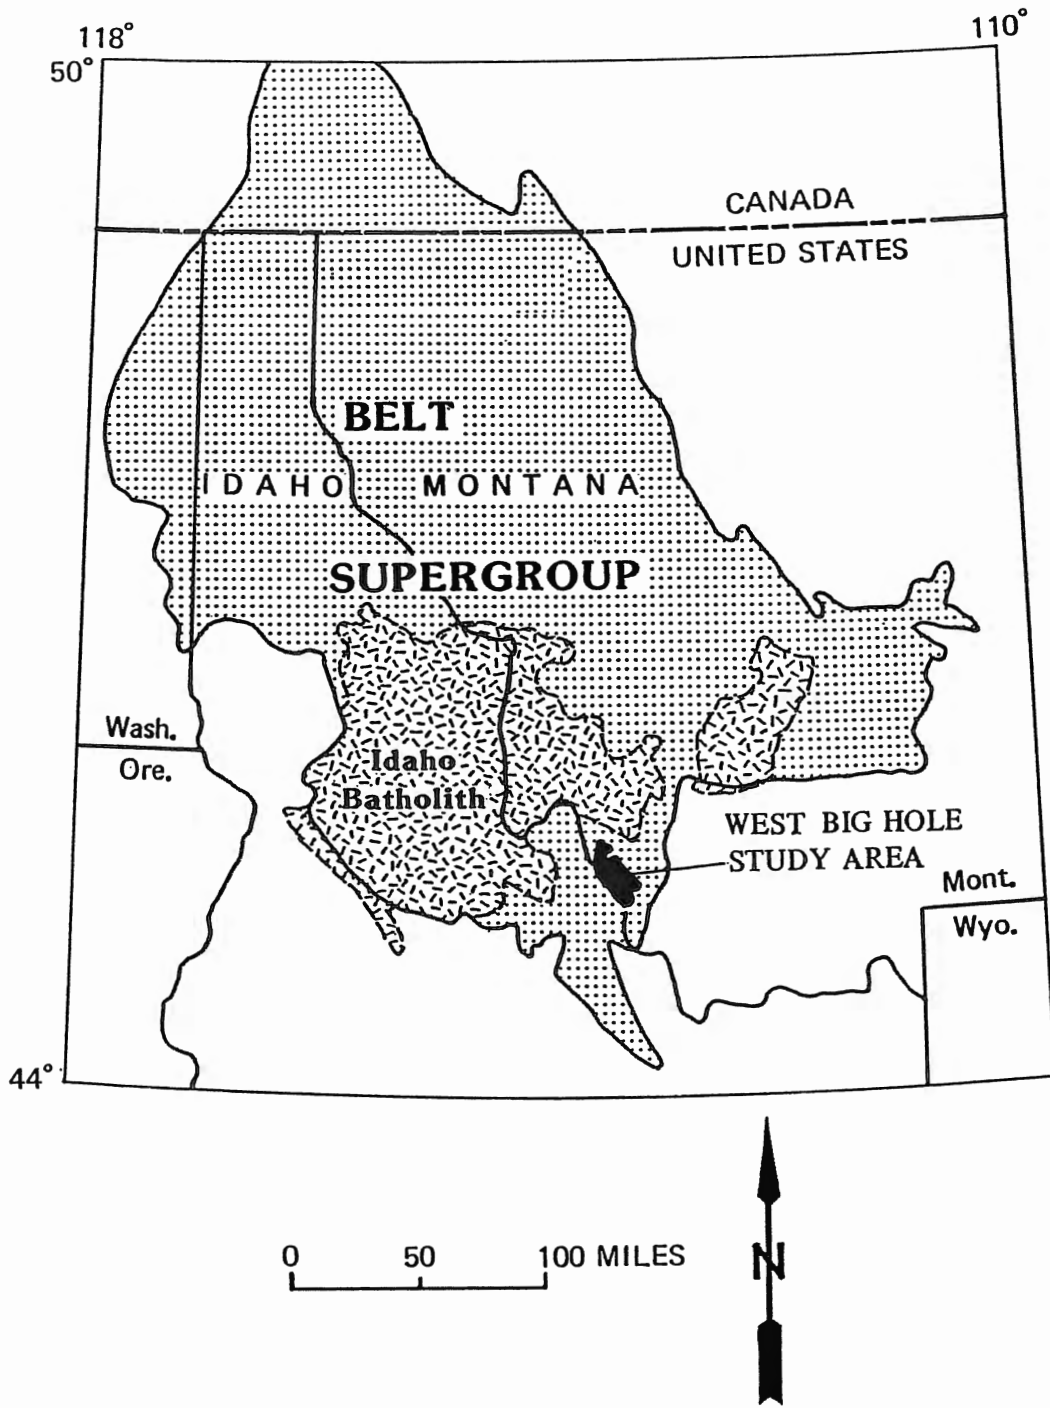 118°
110°
50°
CANADA
UNITED STATES
BELT
IDAHO
MONTANA
SUPERGROUP
Wash.
Ore.
Idaho
Batholith
WEST BIG HOLE
STUDY AREA
Mont.
Wyo.
44°
0 50 100 MILES
N